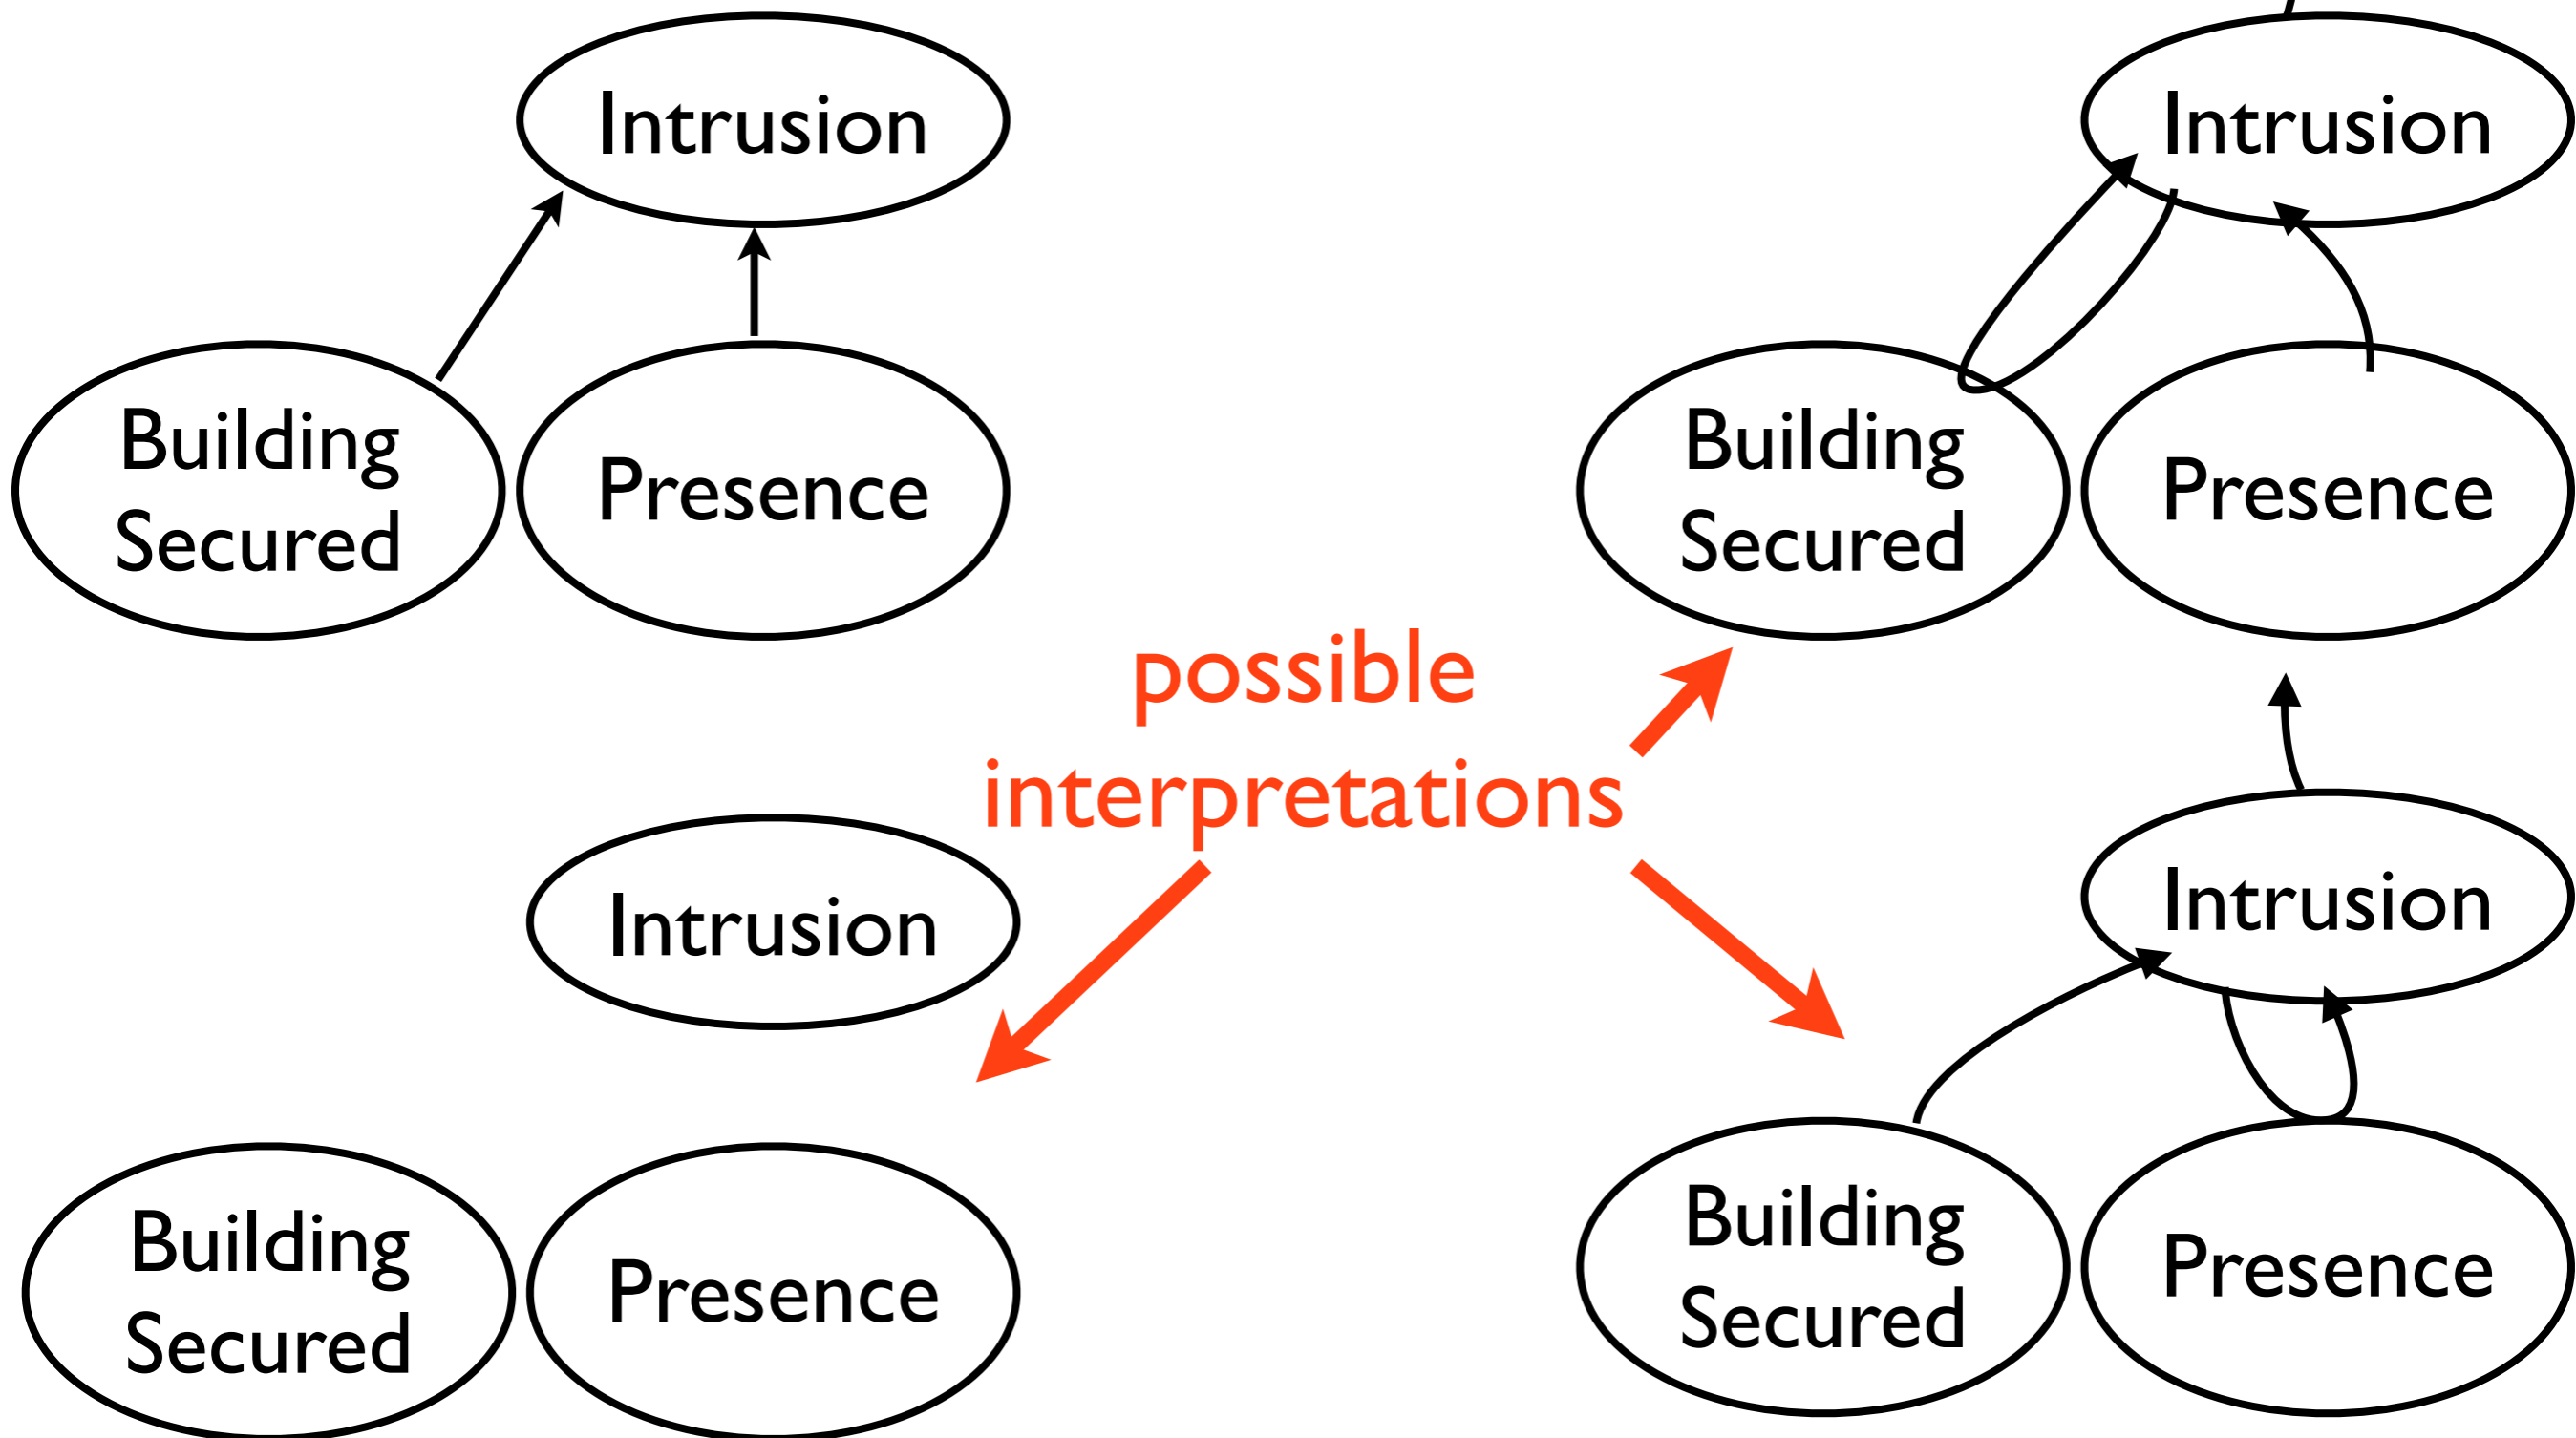 Intrusion
Building
Secured
Presence
Intrusion
Building
Secured
Presence
possible
interpretations
Intrusion
Building
Secured
Presence
Intrusion
Building
Secured
Presence